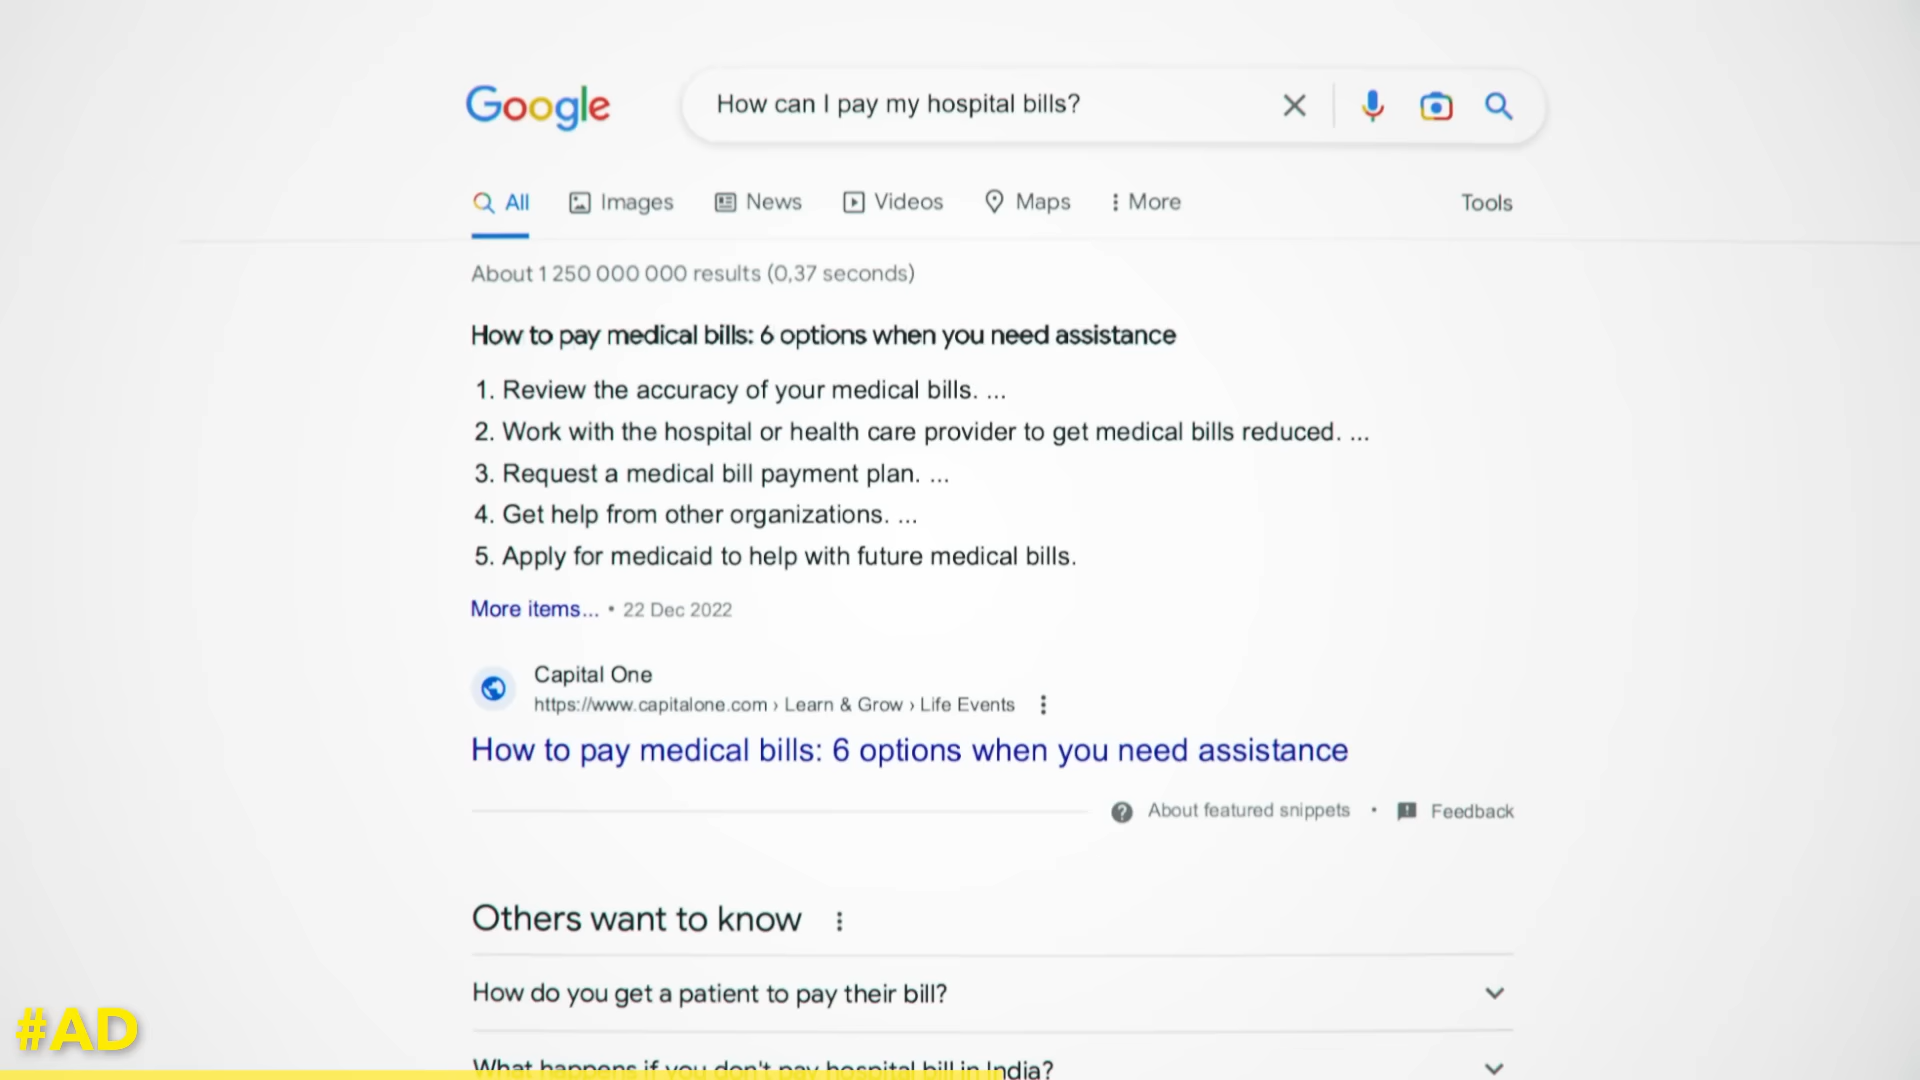 Google
How can I pay my hospital bills?
All Images News Videos Maps More Tools
About 1 250 000 000 results (0,37 seconds)
How to pay medical bills: 6 options when you need assistance
1. Review the accuracy of your medical bills. ...
2. Work with the hospital or health care provider to get medical bills reduced. ...
3. Request a medical bill payment plan. ...
4. Get help from other organizations. ...
5. Apply for medicaid to help with future medical bills.
More items... • 22 Dec 2022
Capital One
https://www.capitalone.com › Learn & Grow › Life Events
How to pay medical bills: 6 options when you need assistance
About featured snippets • Feedback
Others want to know
How do you get a patient to pay their bill?
#AD
What happens if you don't pay hospital bill in India?